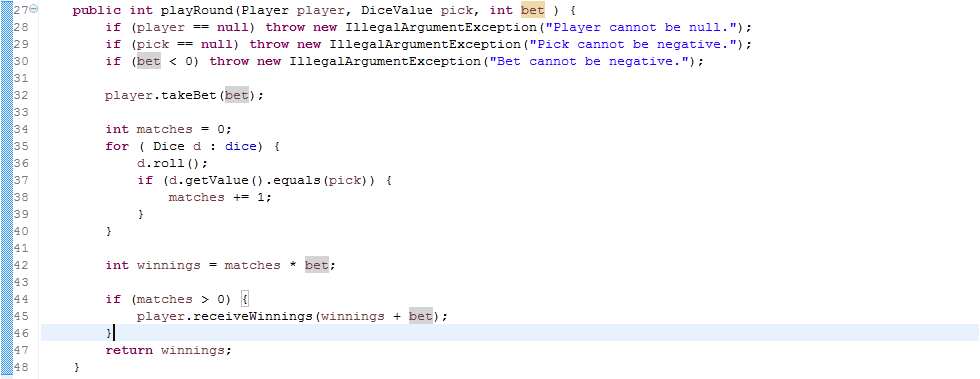 27 public int playRound(Player player, DiceValue pick, int bet ) {
28 if (player == null) throw new IllegalArgumentException("Player cannot be null.");
29 if (pick == null) throw new IllegalArgumentException("Pick cannot be negative.");
30 if (bet < 0) throw new IllegalArgumentException("Bet cannot be negative.");
31
32 player.takeBet(bet);
33
34 int matches = 0;
35 for ( Dice d : dice) {
36 d.roll();
37 if (d.getValue().equals(pick)) {
38 matches += 1;
39 }
40 }
41
42 int winnings = matches * bet;
43
44 if (matches > 0) {
45 player.receiveWinnings(winnings + bet);
46 }
47 return winnings;
48 }